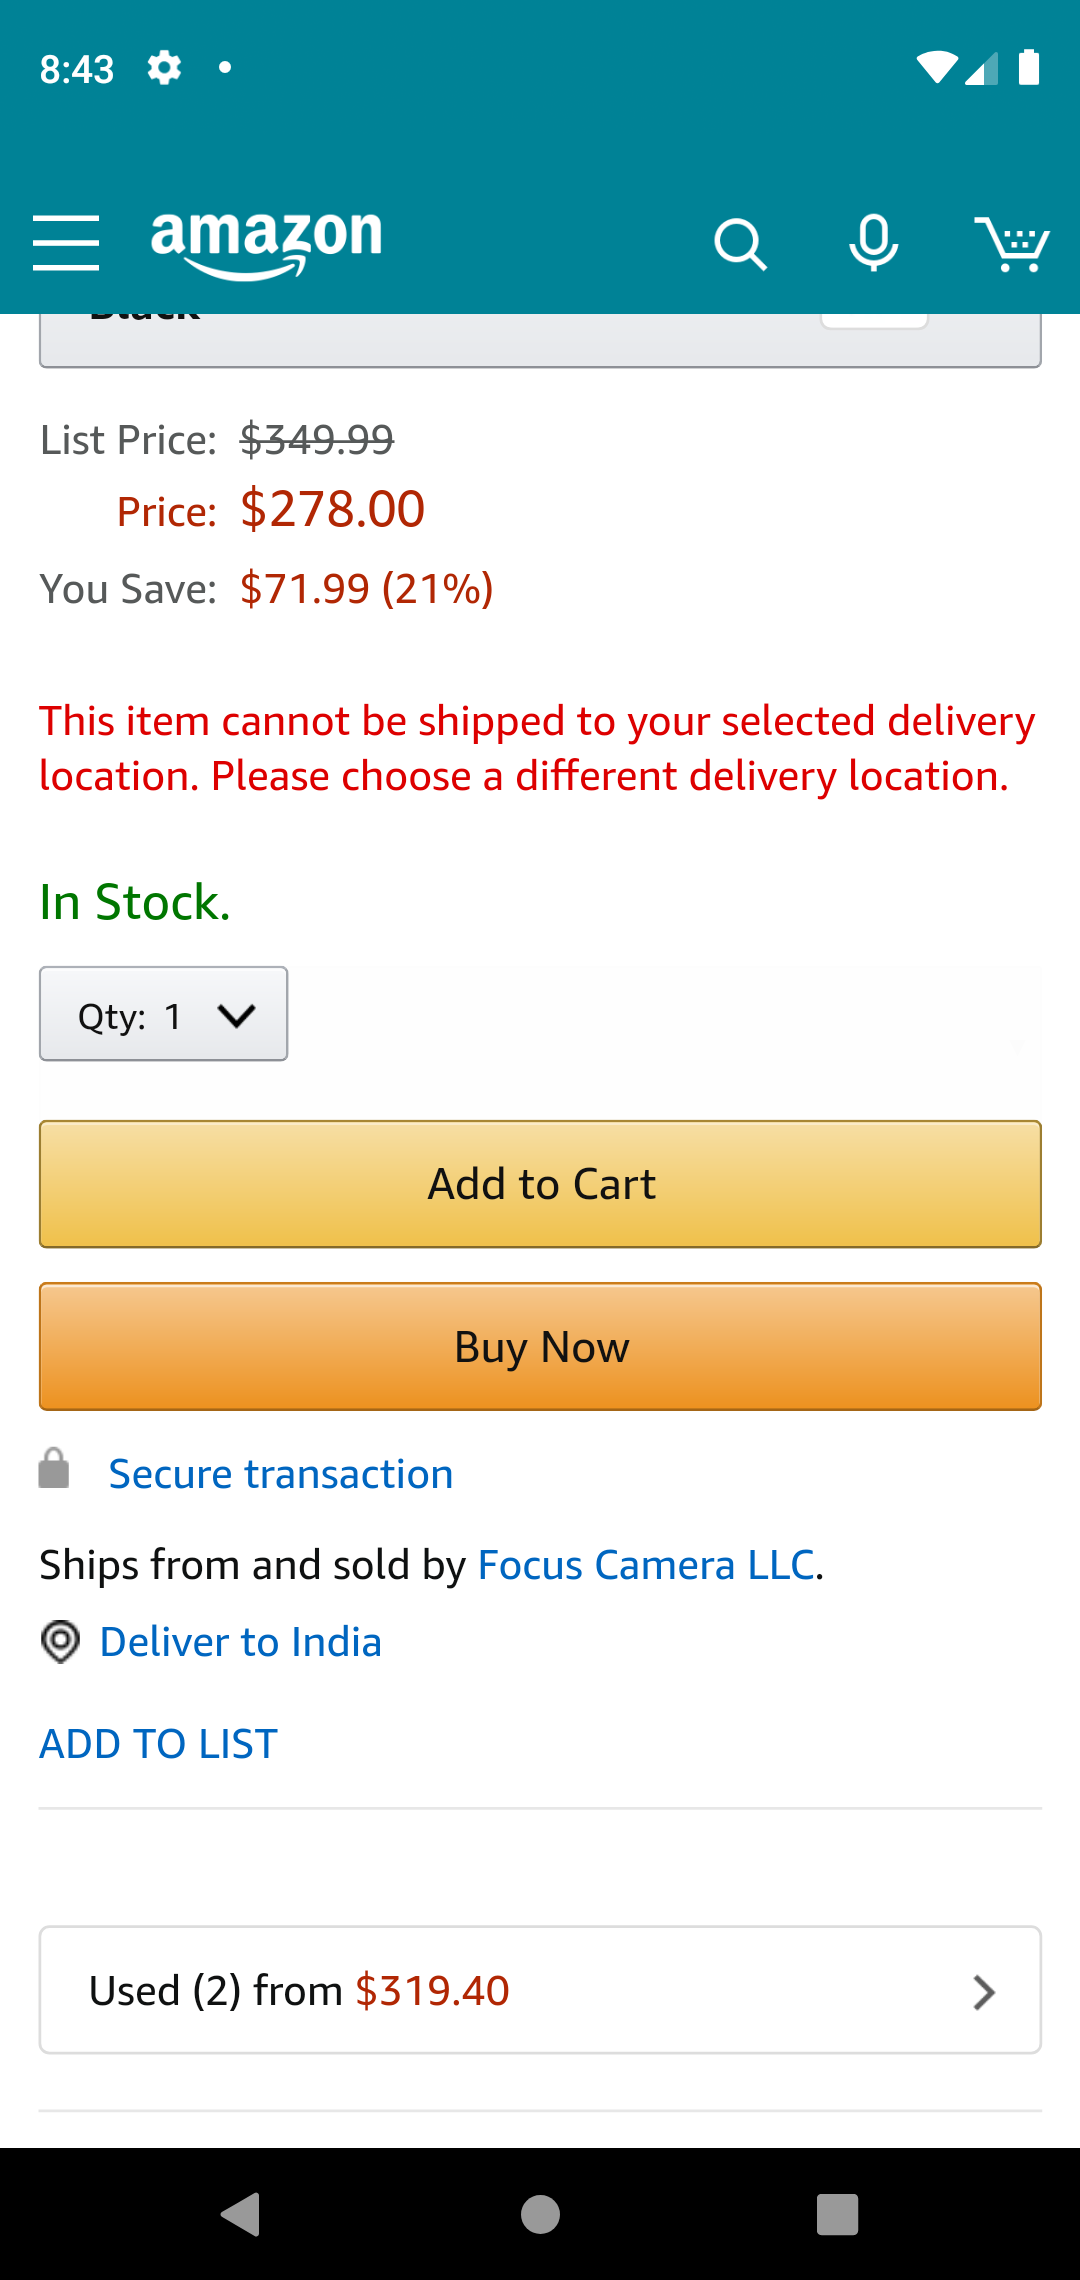 8:43
amazon
Black
List Price: $349.99
Price: $278.00
You Save: $71.99 (21%)
This item cannot be shipped to your selected delivery
location. Please choose a different delivery location.
In Stock.
Qty: 1
Add to Cart
Buy Now
Secure transaction
Ships from and sold by Focus Camera LLC.
Deliver to India
ADD TO LIST
Used (2) from $319.40